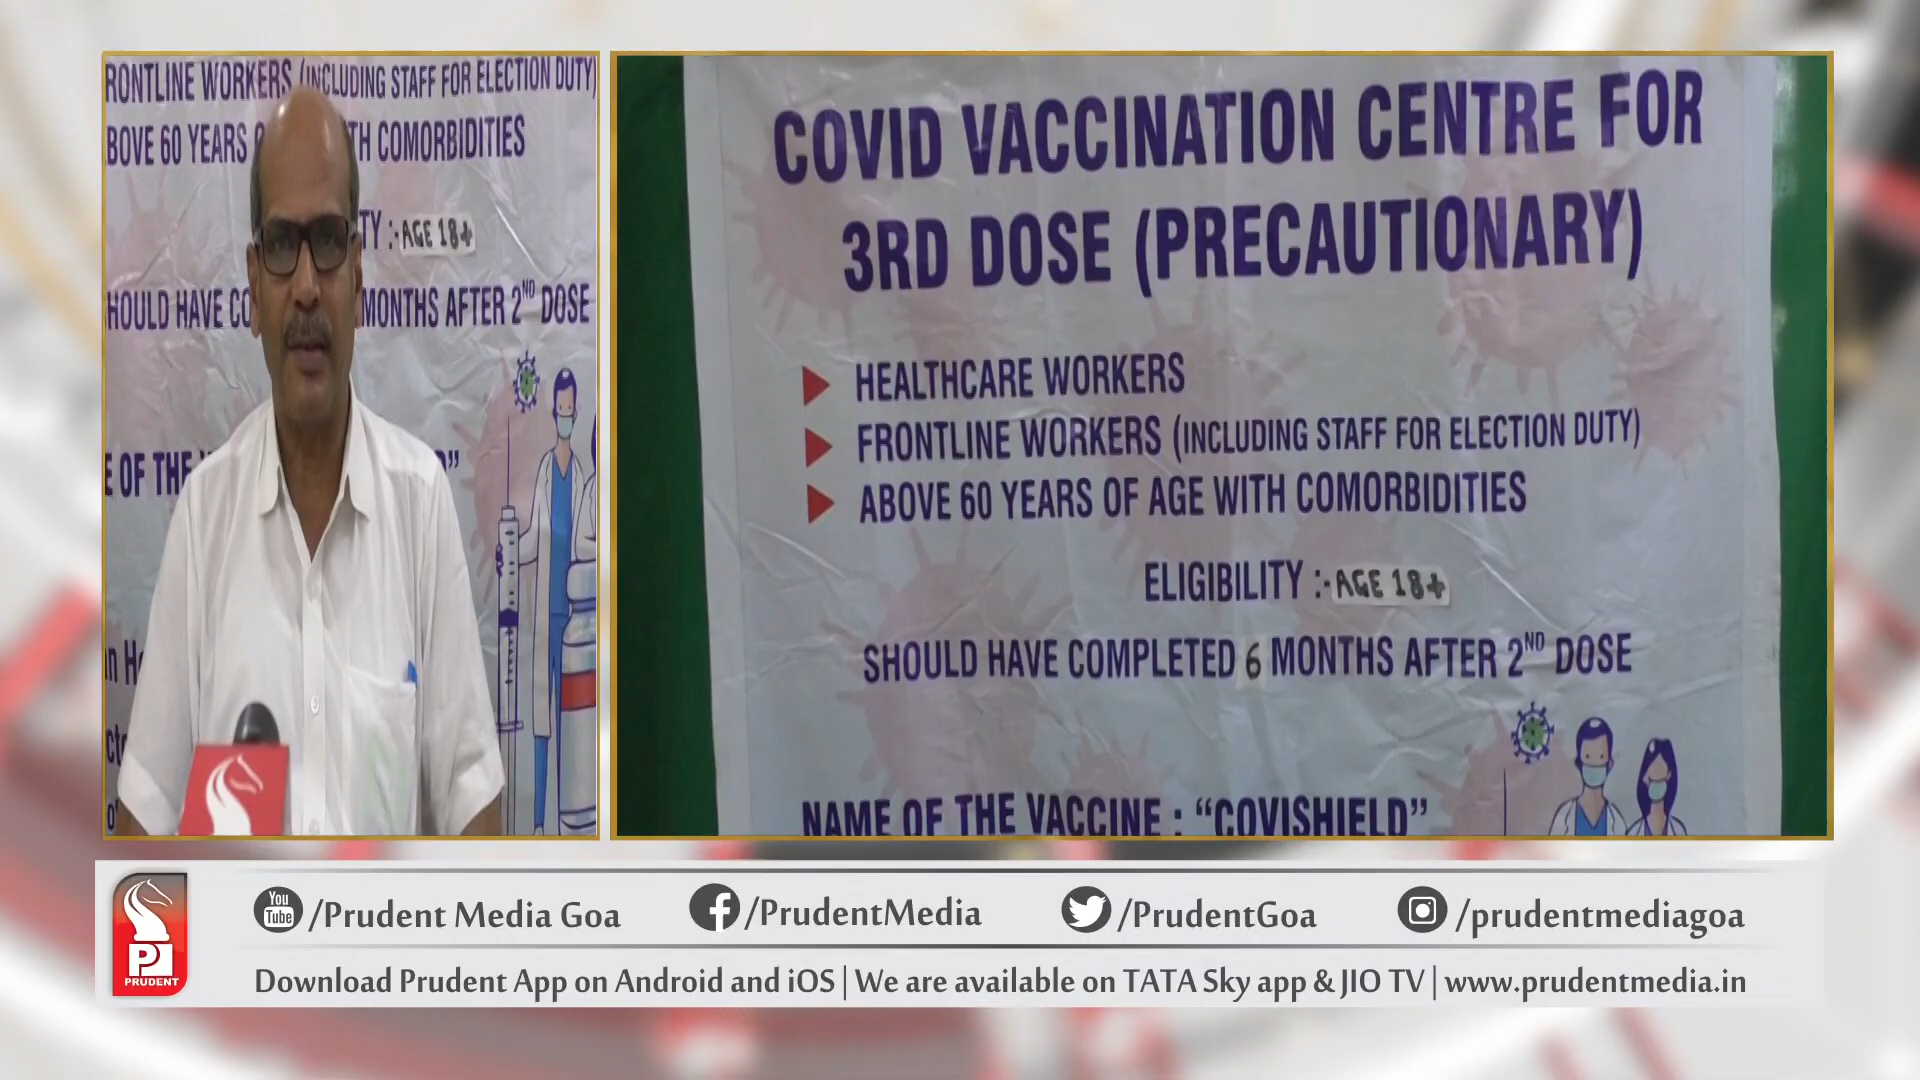 RONTLINE WORKERS (INCLUDING STAFF FOR ELECTION DUTY)
BOVE 60 YEARS TH COMORBIDITIES
TY :- AGE 18+
HOULD HAVE CO MONTHS AFTER 2ND DOSE
E OF THE D”
COVID VACCINATION CENTRE FOR
3RD DOSE (PRECAUTIONARY)
HEALTHCARE WORKERS
FRONTLINE WORKERS (INCLUDING STAFF FOR ELECTION DUTY)
ABOVE 60 YEARS OF AGE WITH COMORBIDITIES
ELIGIBILITY :- AGE 18+
SHOULD HAVE COMPLETED 6 MONTHS AFTER 2ND DOSE
NAME OF THE VACCINE : “COVISHIELD”
PRUDENT
You Tube /Prudent Media Goa /PrudentMedia /PrudentGoa /prudentmediagoa
Download Prudent App on Android and iOS | We are available on TATA Sky app & JIO TV | www.prudentmedia.in